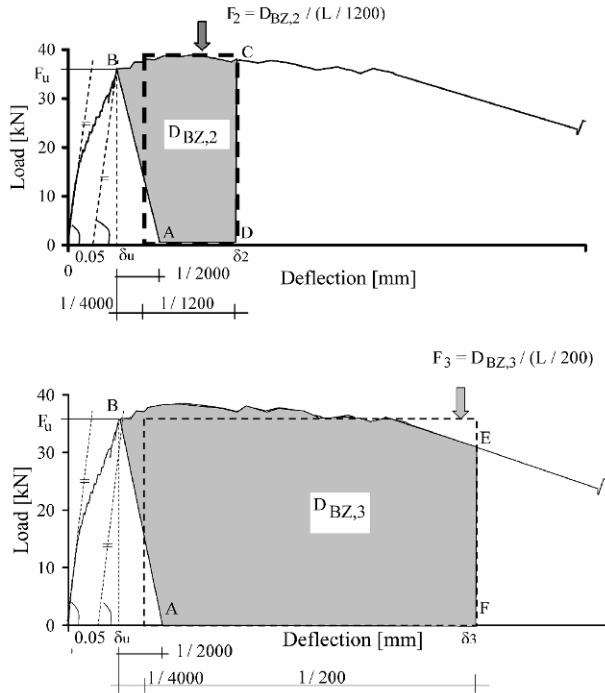 F2 = DBZ,2 / (L / 1200)
40
B
C
Fu
30
20
10
0
Load [kN]
=
=
DBZ,2
A
D
0.05
δu
δ2
0
1 / 2000
Deflection [mm]
1 / 4000
1 / 1200
F3 = DBZ,3 / (L / 200)
40
B
Fu
E
30
20
10
0
Load [kN]
=
=
DBZ,3
A
F
0.05
δu
Deflection [mm]
δ3
1 / 2000
1 / 4000
1 / 200